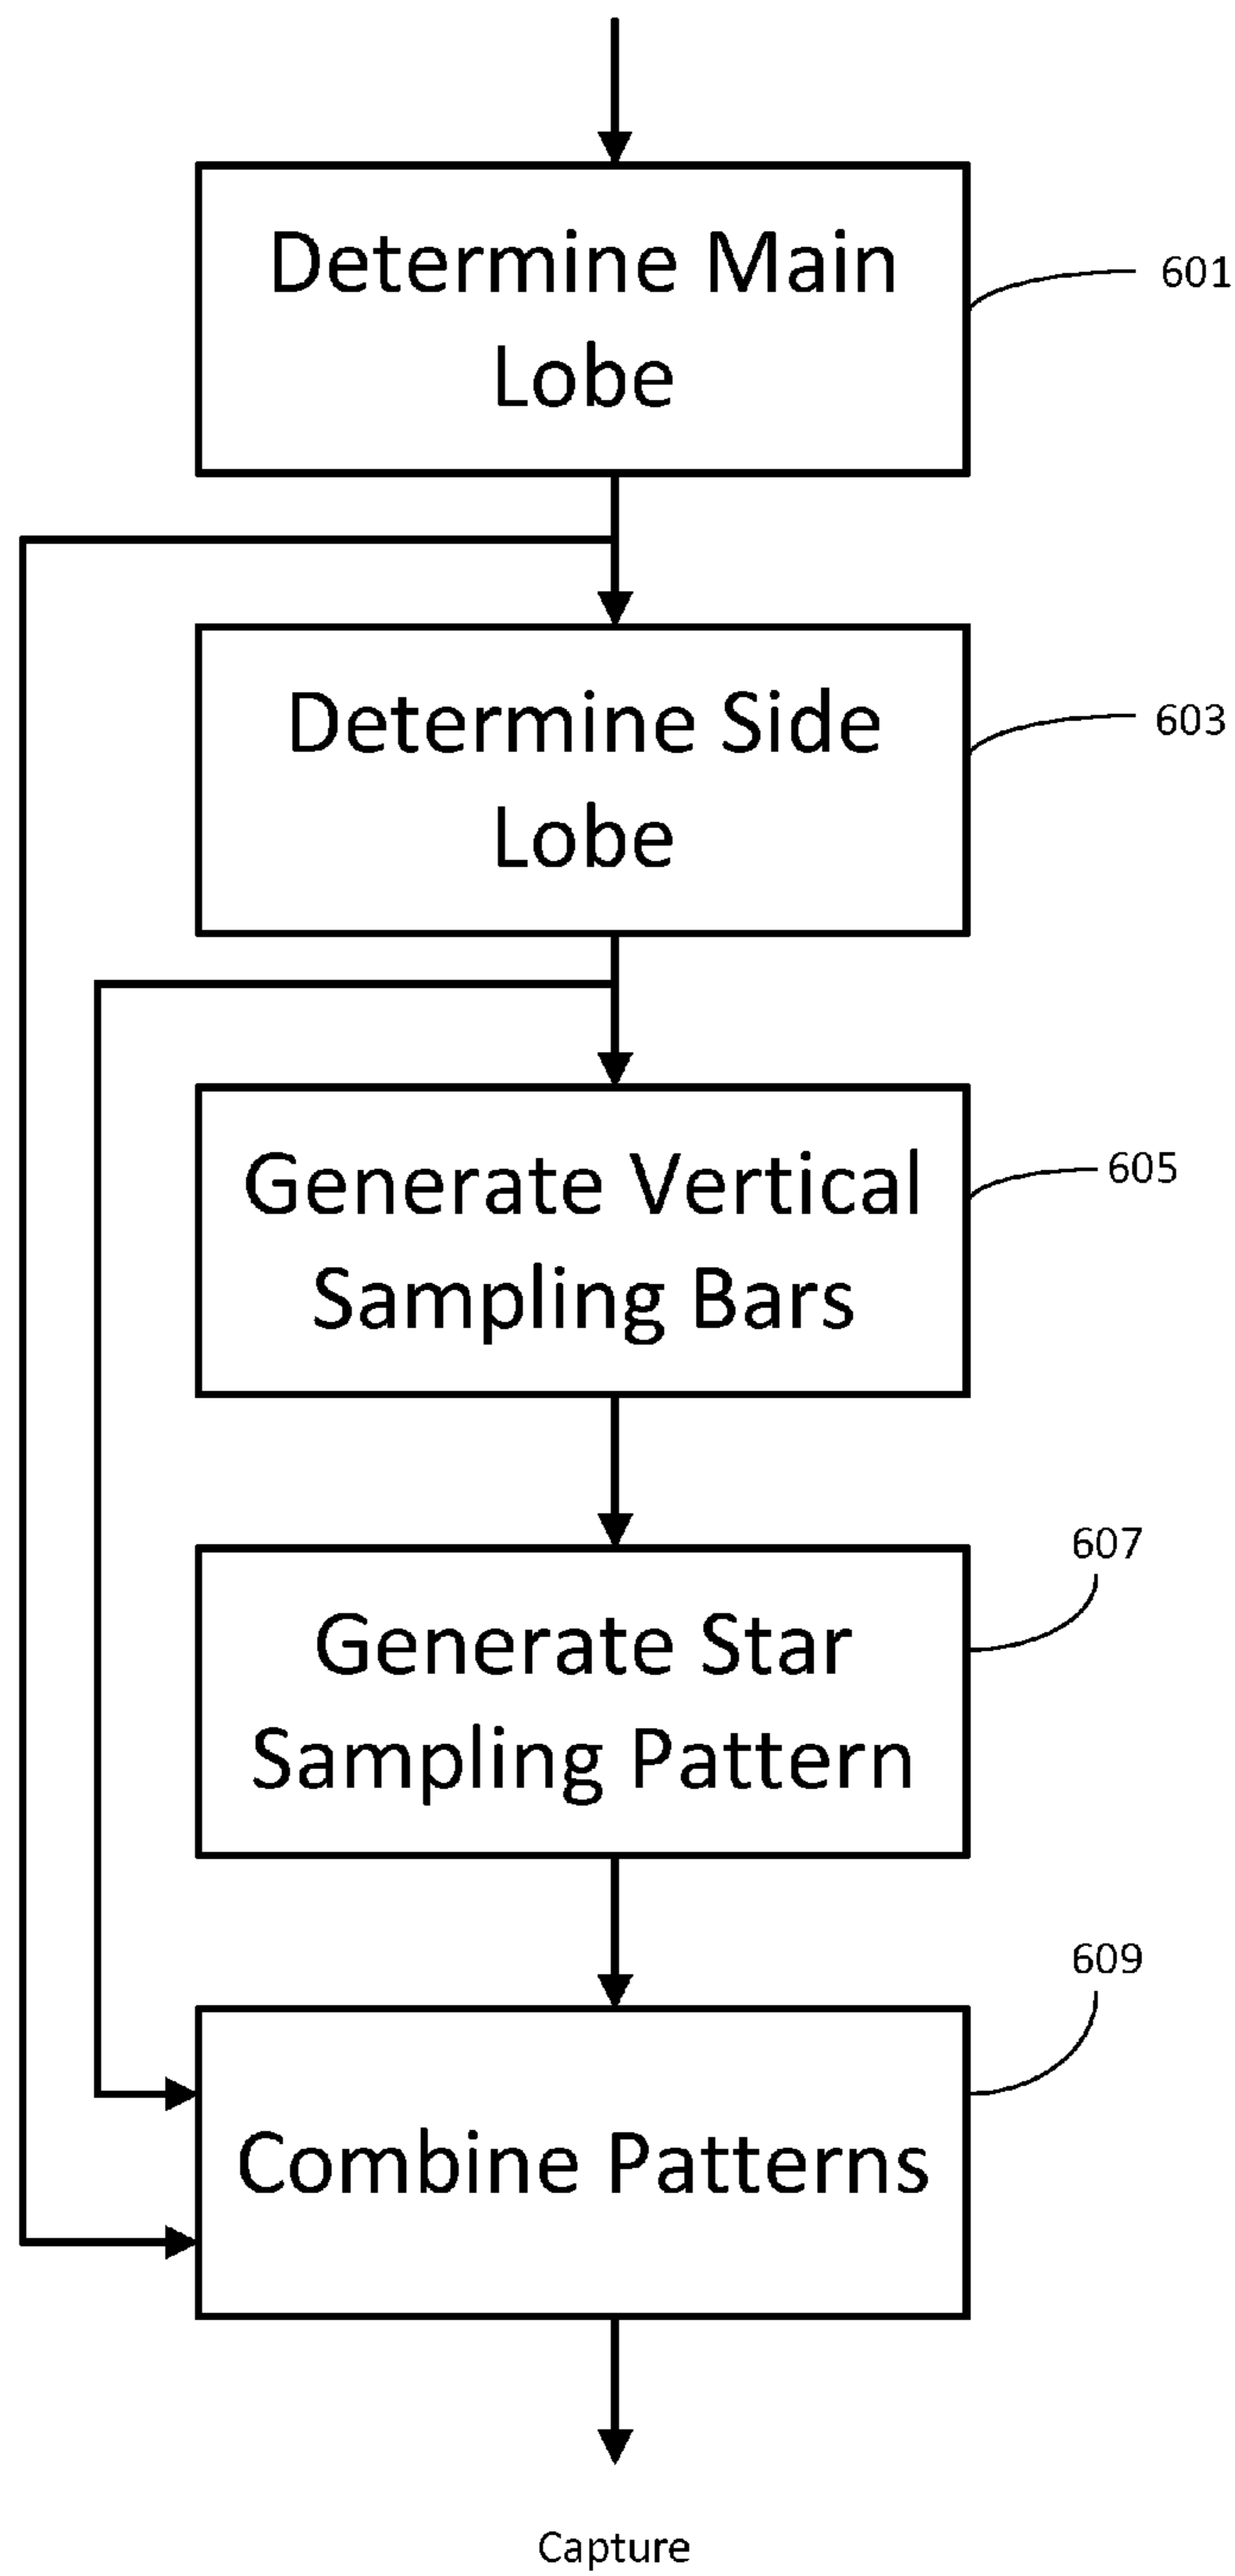 Determine Main
Lobe
601
Determine Side
Lobe
603
Generate Vertical
Sampling Bars
605
Generate Star
Sampling Pattern
607
Combine Patterns
609
Capture